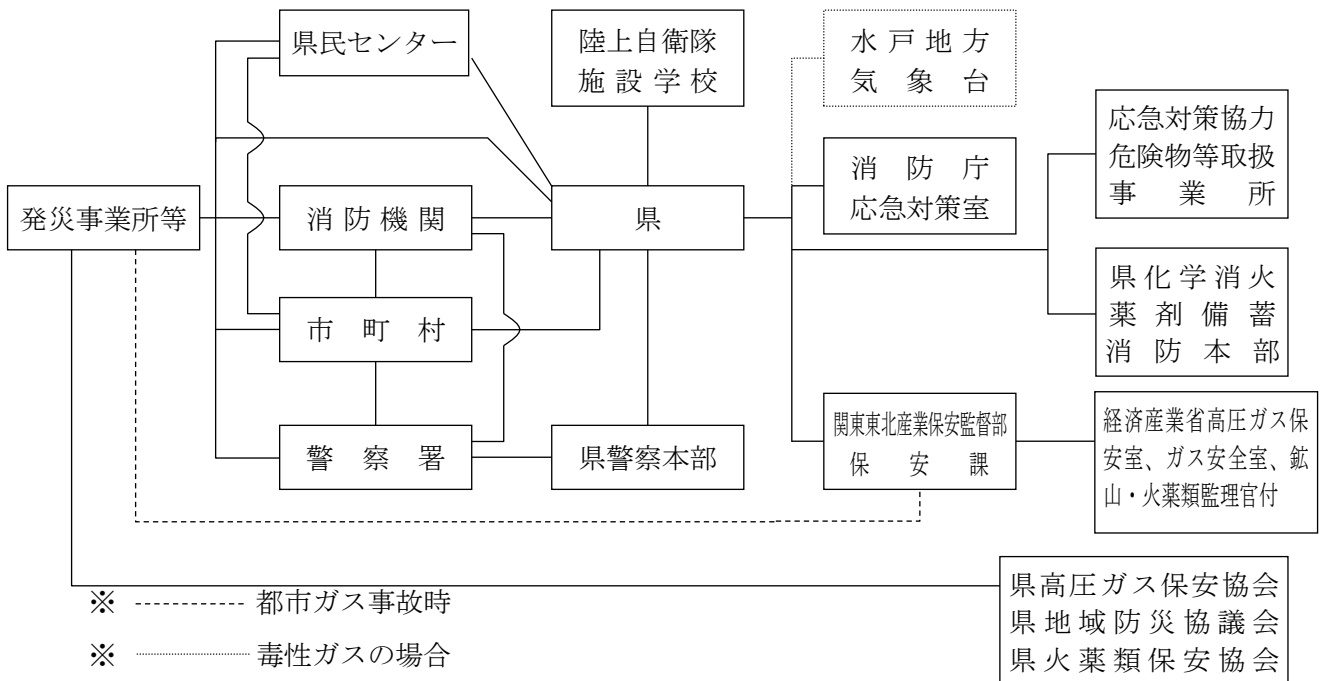 県民センター
陸上自衛隊
施設学校
水戸地方
気象台
応急対策協力
危険物等取扱
事業所
消防庁
応急対策室
発災事業所等
消防機関
県
県化学消火
薬剤備蓄
消防本部
市町村
警察署
県警察本部
関東東北産業保安監督部
保安課
経済産業省高圧ガス保
安室、ガス安全室、鉱
山・火薬類監理官付
県高圧ガス保安協会
県地域防災協議会
県火薬類保安協会
※ 都市ガス事故時
※ 毒性ガスの場合